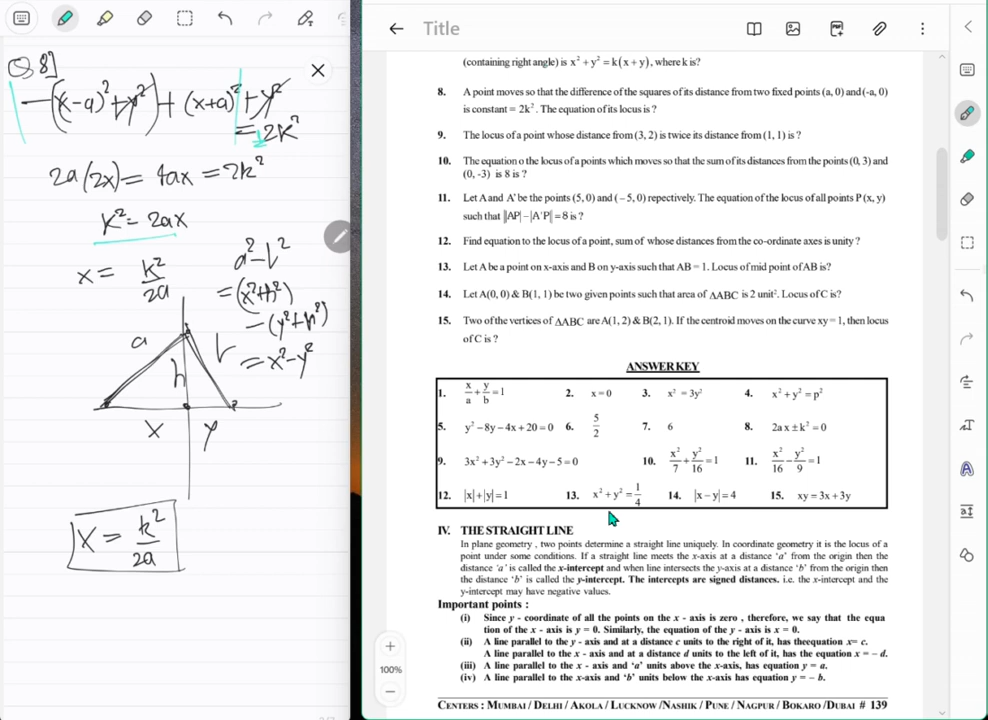 Q 8]
-((x-a)²+y²)+(x+a)²+y²
=2k²
2a(2x)=4ax=2k²
k²=2ax
x= k²/2a
a²-b²
=(x²+h²)
-(y²+h²)
=x²-y²
a
h
b
x y
x = k²/2a
Title
(containing right angle) is x² + y² = k(x + y), where k is?
8. A point moves so that the difference of the squares of its distance from two fixed points (a, 0) and (-a, 0)
is constant = 2k². The equation of its locus is ?
9. The locus of a point whose distance from (3, 2) is twice its distance from (1, 1) is ?
10. The equation o the locus of a points which moves so that the sum of its distances from the points (0, 3) and
(0, -3) is 8 is ?
11. Let A and A' be the points (5, 0) and (−5, 0) respectively. The equation of the locus of all points P (x, y)
such that ||AP|−|A'P||=8 is ?
12. Find equation to the locus of a point, sum of whose distances from the co-ordinate axes is unity ?
13. Let A be a point on x-axis and B on y-axis such that AB = 1. Locus of mid point of AB is?
14. Let A(0, 0) & B(1, 1) be two given points such that area of ΔABC is 2 unit². Locus of C is?
15. Two of the vertices of ΔABC are A(1, 2) & B(2, 1). If the centroid moves on the curve xy = 1, then locus
of C is ?
ANSWER KEY
1. x/a + y/b = 1 2. x = 0 3. x² = 3y² 4. x² + y² = p²
5. y² − 8y − 4x + 20 = 0 6. 5/2 7. 6 8. 2a x ± k² = 0
9. 3x² + 3y² − 2x − 4y − 5 = 0 10. x²/7 + y²/16 = 1 11. x²/16 − y²/9 = 1
12. |x| + |y| = 1 13. x² + y² = 1/4 14. |x − y| = 4 15. xy = 3x + 3y
IV. THE STRAIGHT LINE
In plane geometry , two points determine a straight line uniquely. In coordinate geometry it is the locus of a
point under some conditions. If a straight line meets the x-axis at a distance 'a' from the origin then the
distance 'a' is called the x-intercept and when line intersects the y-axis at a distance 'b' from the origin then
the distance 'b' is called the y-intercept. The intercepts are signed distances. i.e. the x-intercept and the
y-intercept may have negative values.
Important points :
(i) Since y - coordinate of all the points on the x - axis is zero , therefore, we say that the equa
tion of the x - axis is y = 0. Similarly, the equation of the y - axis is x = 0.
(ii) A line parallel to the y - axis and at a distance c units to the right of it, has theequation x= c.
A line parallel to the x - axis and at a distance d units to the left of it, has the equation x = − d.
(iii) A line parallel to the x - axis and 'a' units above the x-axis, has equation y = a.
(iv) A line parallel to the x-axis and 'b' units below the x-axis has equation y = − b.
100%
CENTERS : MUMBAI / DELHI / AKOLA / LUCKNOW /NASHIK / PUNE / NAGPUR / BOKARO /DUBAI # 139